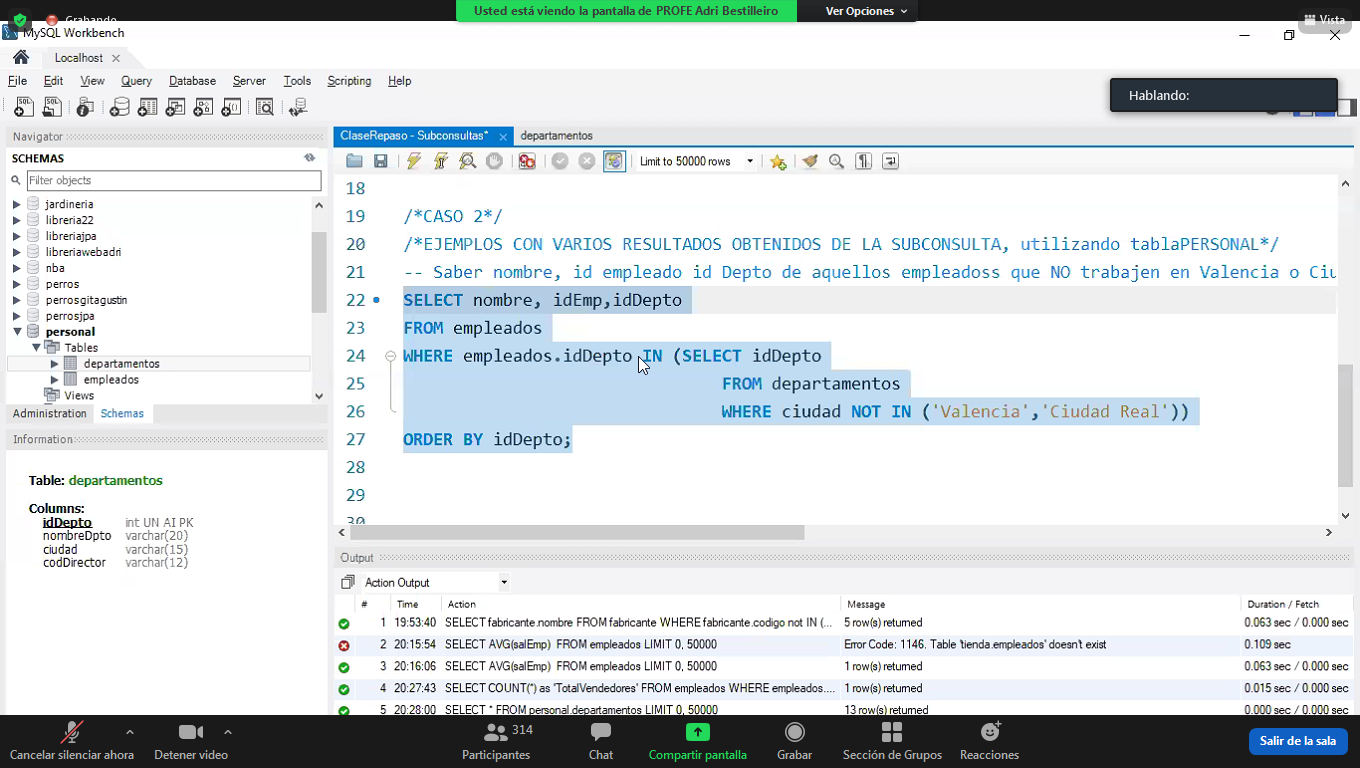 Usted está viendo la pantalla de PROFE Adri Bestilleiro
Ver Opciones
Grabando
Vista
MySQL Workbench
Localhost
File Edit View Query Database Server Tools Scripting Help
Hablando:
Navigator
SCHEMAS
Filter objects
jardineria
libreria22
libreriajpa
libreriawebadri
nba
perros
perrosgitagustin
perrosjpa
personal
Tables
departamentos
empleados
Views
Administration Schemas
Information
Table: departamentos
Columns:
idDepto int UN AI PK
nombreDpto varchar(20)
ciudad varchar(15)
codDirector varchar(12)
ClaseRepaso - Subconsultas* departamentos
Limit to 50000 rows
18
19 /*CASO 2*/
20 /*EJEMPLOS CON VARIOS RESULTADOS OBTENIDOS DE LA SUBCONSULTA, utilizando tablaPERSONAL*/
21 -- Saber nombre, id empleado id Depto de aquellos empleadoss que NO trabajen en Valencia o Ciu
22 SELECT nombre, idEmp,idDepto
23 FROM empleados
24 WHERE empleados.idDepto IN (SELECT idDepto
25 FROM departamentos
26 WHERE ciudad NOT IN ('Valencia','Ciudad Real'))
27 ORDER BY idDepto;
28
29
30
Output
Action Output
# Time Action Message Duration / Fetch
1 19:53:40 SELECT fabricante.nombre FROM fabricante WHERE fabricante.codigo not IN (... 5 row(s) returned 0.063 sec / 0.000 sec
2 20:15:54 SELECT AVG(salEmp) FROM empleados LIMIT 0, 50000 Error Code: 1146. Table 'tienda.empleados' doesn't exist 0.109 sec
3 20:16:06 SELECT AVG(salEmp) FROM empleados LIMIT 0, 50000 1 row(s) returned 0.063 sec / 0.000 sec
4 20:27:43 SELECT COUNT(*) as 'TotalVendedores' FROM empleados WHERE empleados.... 1 row(s) returned 0.015 sec / 0.000 sec
5 20:28:00 SELECT * FROM personal.departamentos LIMIT 0, 50000 13 row(s) returned 0.000 sec / 0.000 sec
Cancelar silenciar ahora
Detener video
314
Participantes
Chat
Compartir pantalla
Grabar
Sección de Grupos
Reacciones
Salir de la sala